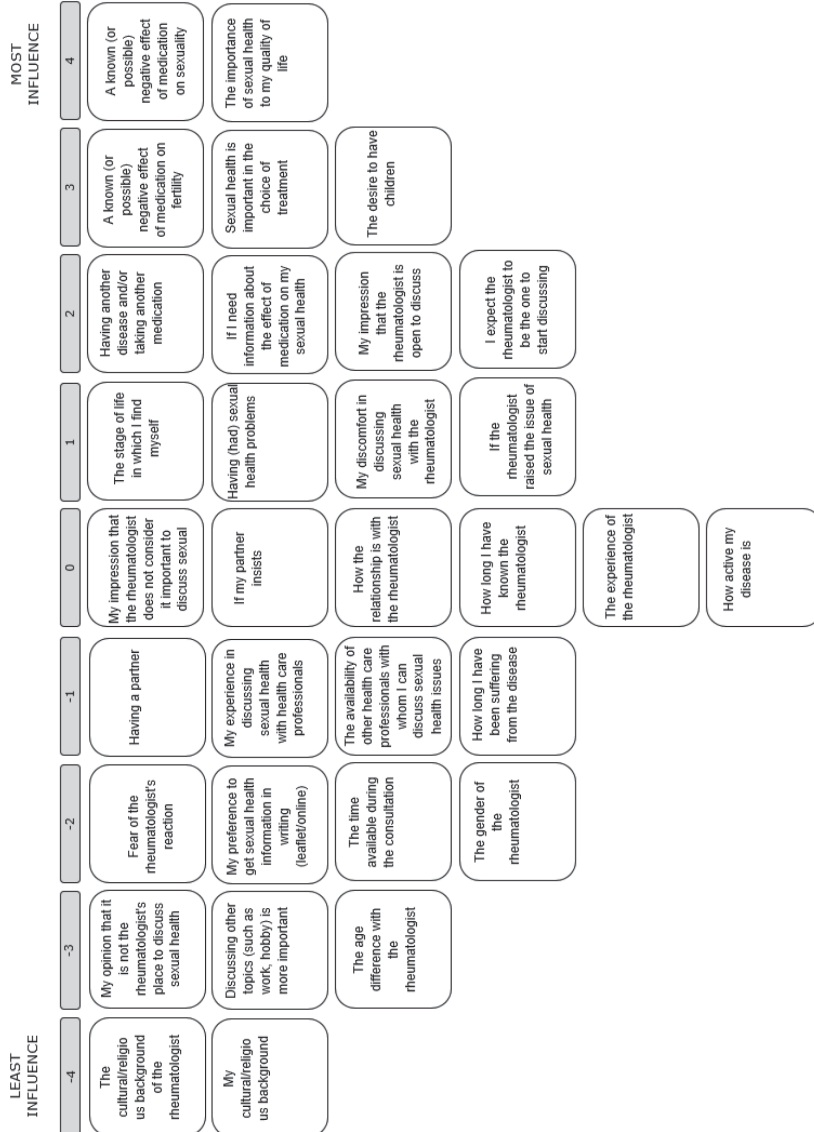 LEAST
INFLUENCE
MOST
INFLUENCE
-4
-3
-2
-1
0
1
2
3
4
The
cultural/religio
us background
of the
rheumatologist
My
cultural/religio
us background
My opinion that it
is not the
rheumatologist's
place to discuss
sexual health
Discussing other
topics (such as
work, hobby) is
more important
The age
difference with
the
rheumatologist
Fear of the
rheumatologist's
reaction
My preference to
get sexual health
information in
writing
(leaflet/online)
The time
available during
the consultation
The gender of
the
rheumatologist
Having a partner
My experience in
discussing
sexual health
with health care
professionals
The availability of
other health care
professionals with
whom I can
discuss sexual
health issues
How long I have
been suffering
from the disease
My impression that
the rheumatologist
does not consider
it important to
discuss sexual
If my partner
insists
How the
relationship is with
the rheumatologist
How long I have
known the
rheumatologist
The experience of
the rheumatologist
How active my
disease is
The stage of life
in which I find
myself
Having (had) sexual
health problems
My discomfort in
discussing
sexual health
with the
rheumatologist
If the
rheumatologist
raised the issue of
sexual health
Having another
disease and/or
taking another
medication
If I need
information about
the effect of
medication on my
sexual health
My impression
that the
rheumatologist is
open to discuss
I expect the
rheumatologist to
be the one to
start discussing
A known (or
possible)
negative effect
of medication on
fertility
Sexual health is
important in the
choice of
treatment
The desire to have
children
A known (or
possible)
negative effect
of medication
on sexuality
The importance
of sexual health
to my quality of
life